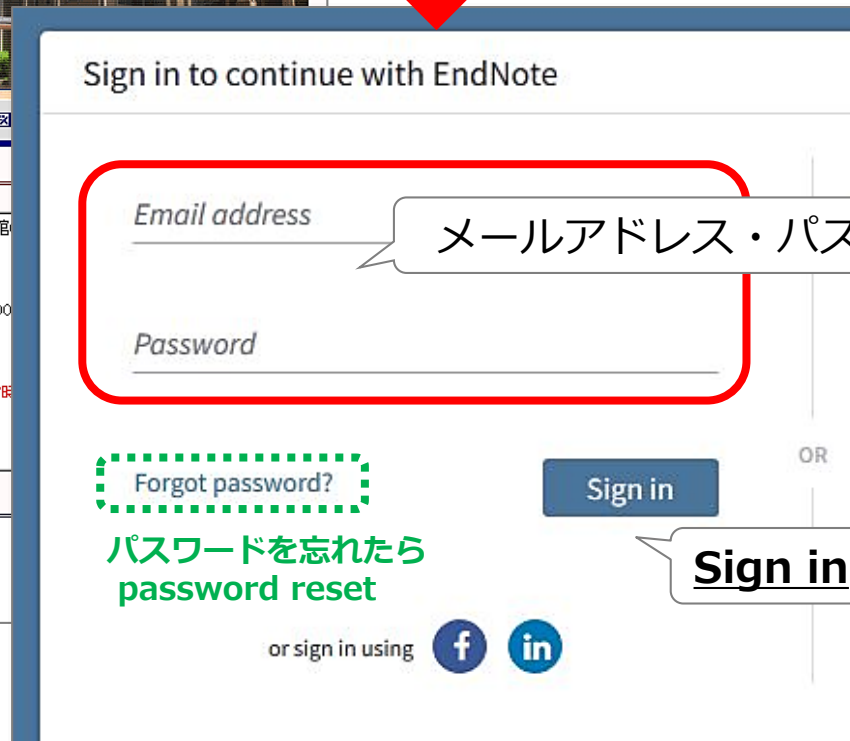 Sign in to continue with EndNote
Email address
メールアドレス・パス
Password
OR
Forgot password?
Sign in
パスワードを忘れたら
password reset
Sign in
or sign in using
f
in